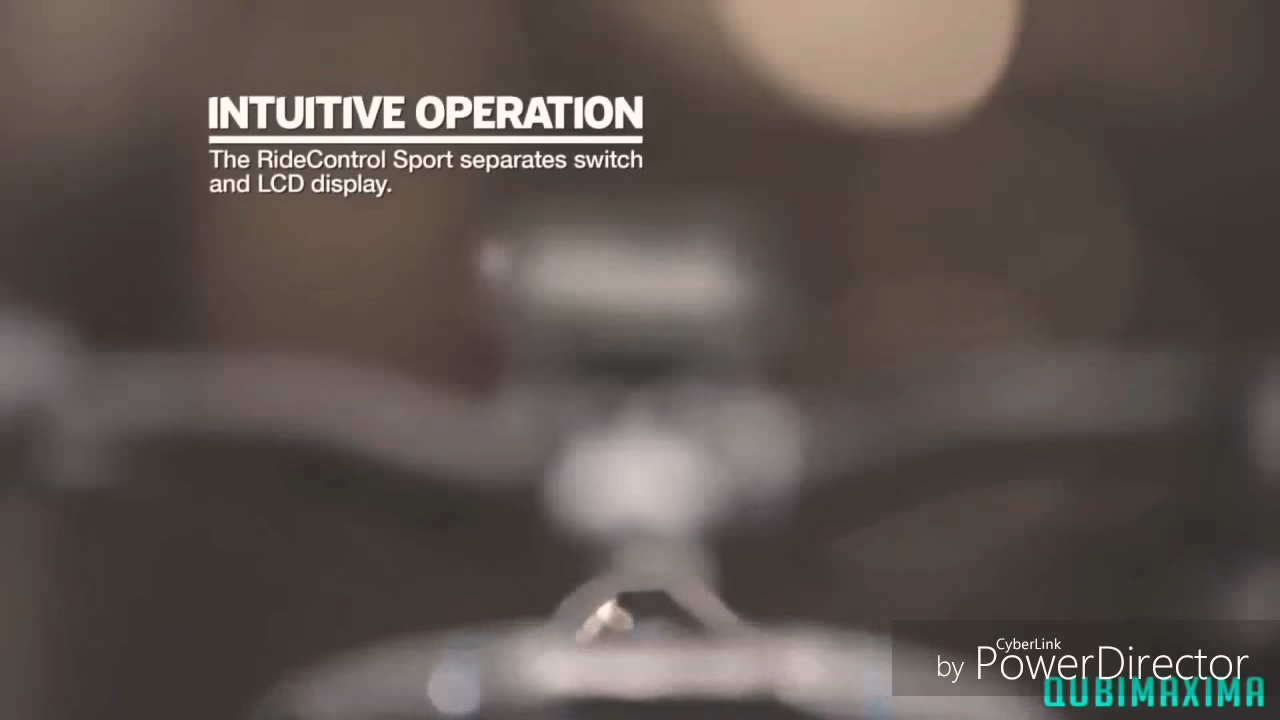 INTUITIVE OPERATION
The RideControl Sport separates switch
and LCD display.
CyberLink
by PowerDirector
QUBIMAXIMA